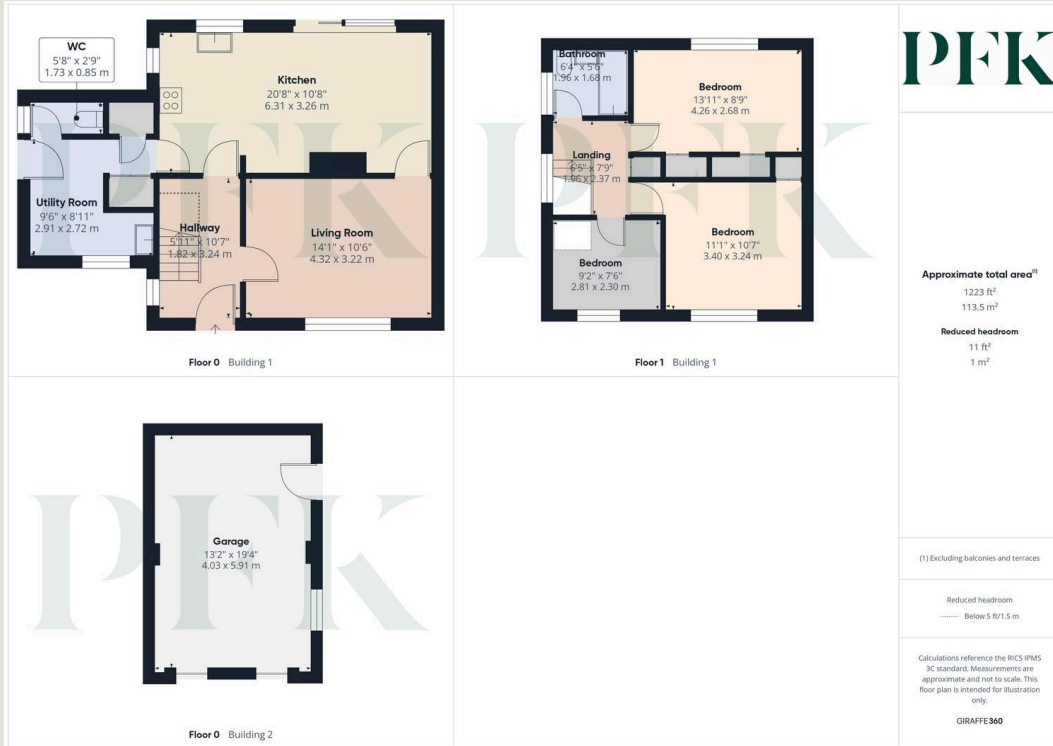 WC
5'8" x 2'9"
1.73 x 0.85 m
Kitchen
20'8" x 10'8"
6.31 x 3.26 m
Utility Room
9'6" x 8'11"
2.91 x 2.72 m
Hallway
5'11" x 10'7"
1.82 x 3.24 m
Living Room
14'1" x 10'6"
4.32 x 3.22 m
PFK
Floor 0 Building 1
Bathroom
6'4" x 5'6"
1.96 x 1.68 m
Bedroom
13'11" x 8'9"
4.26 x 2.68 m
Landing
6'5" x 7'9"
1.96 x 2.37 m
Bedroom
11'1" x 10'7"
3.40 x 3.24 m
Bedroom
9'2" x 7'6"
2.81 x 2.30 m
PFK
Floor 1 Building 1
Garage
13'2" x 19'4"
4.03 x 5.91 m
PFK
Floor 0 Building 2
PFK
Approximate total area(1)
1223 ft²
113.5 m²
Reduced headroom
11 ft²
1 m²
(1) Excluding balconies and terraces
Reduced headroom
Below 5 ft/1.5 m
Calculations reference the RICS IPMS
3C standard. Measurements are
approximate and not to scale. This
floor plan is intended for illustration
only.
GIRAFFE360